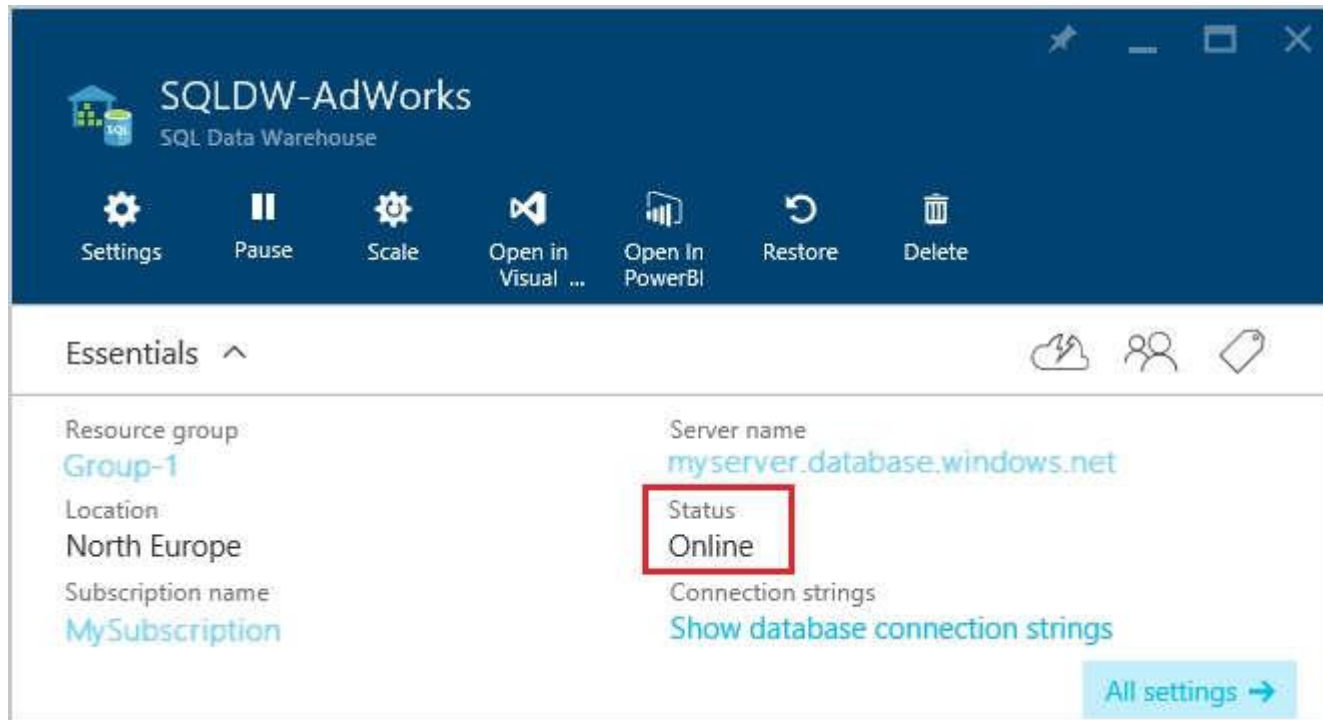 SQLDW-AdWorks
SQL Data Warehouse
SQL
Settings
Pause
Scale
Open in
Visual ...
Open In
PowerBI
Restore
Delete
Essentials
Resource group
Group-1
Server name
myserver.database.windows.net
Location
North Europe
Status
Online
Subscription name
MySubscription
Connection strings
Show database connection strings
All settings →